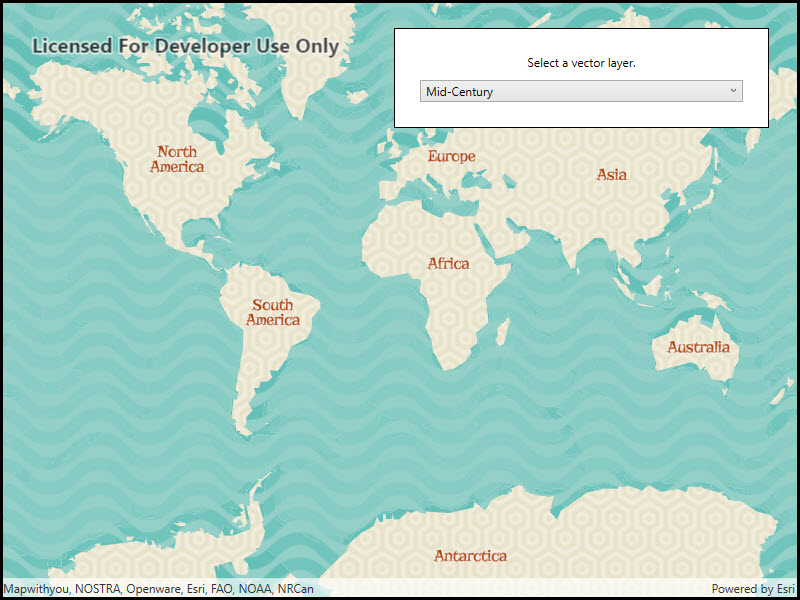 Licensed For Developer Use Only
Select a vector layer.
Mid-Century
North
America
Europe
Asia
Africa
South
America
Australia
Antarctica
Mapwithyou, NOSTRA, Openware, Esri, FAO, NOAA, NRCan
Powered by Esri